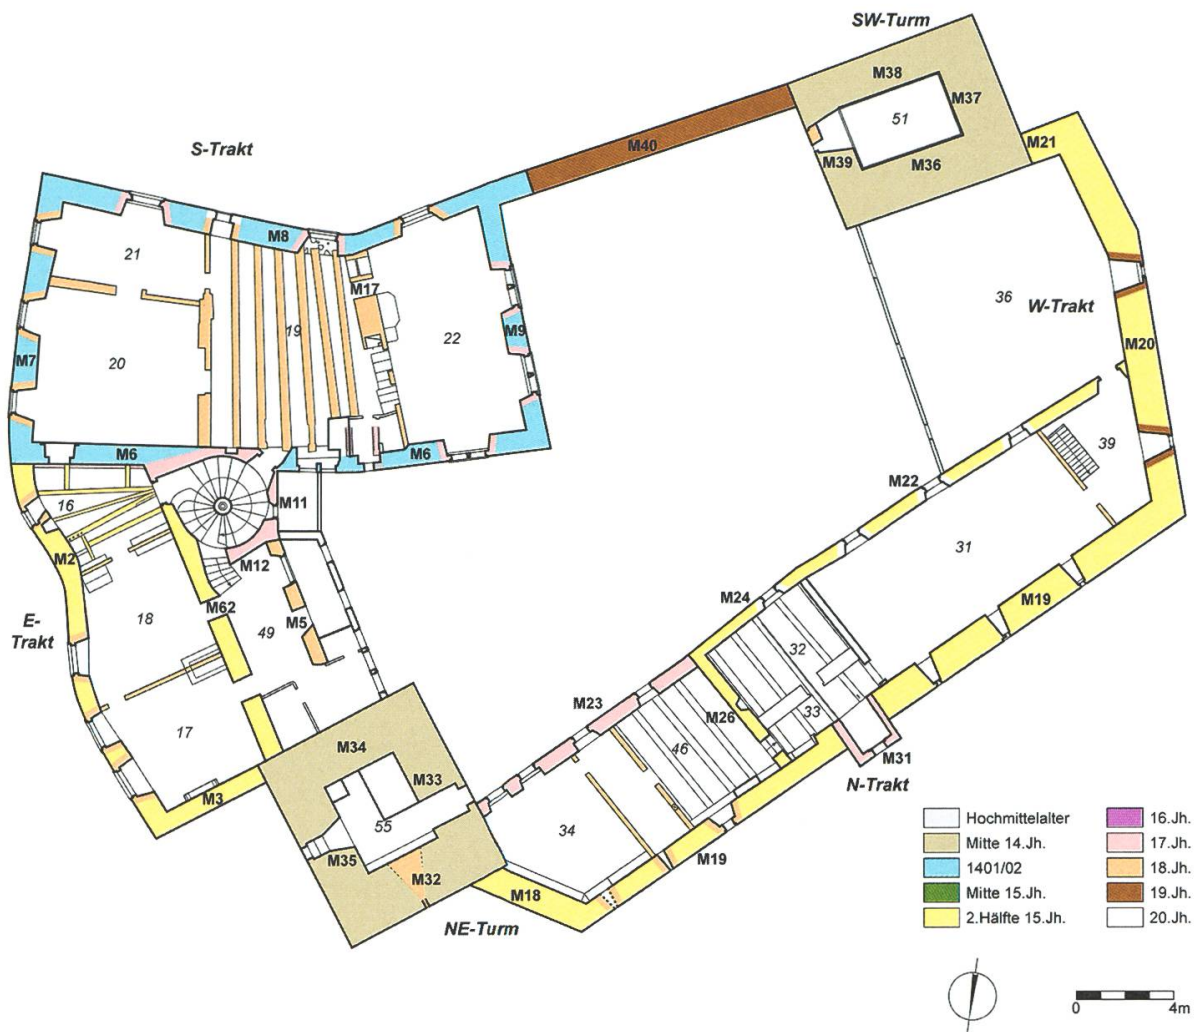 SW-Turm
M38
M37
51
M40
M39
M36
M21
S-Trakt
M8
21
M17
19
36
W-Trakt
M9
22
M20
M7
20
M6
M6
39
M22
16
M11
31
M2
M12
M24
M19
E-
Trakt
18
M62
49
M5
32
M23
M26
33
17
46
M31
M34
N-Trakt
M3
M33
55
34
M35
M19
M32
M18
NE-Turm
Hochmittelalter
16.Jh.
Mitte 14.Jh.
17.Jh.
1401/02
18.Jh.
Mitte 15.Jh.
19.Jh.
2.Hälfte 15.Jh.
20.Jh.
0
4m